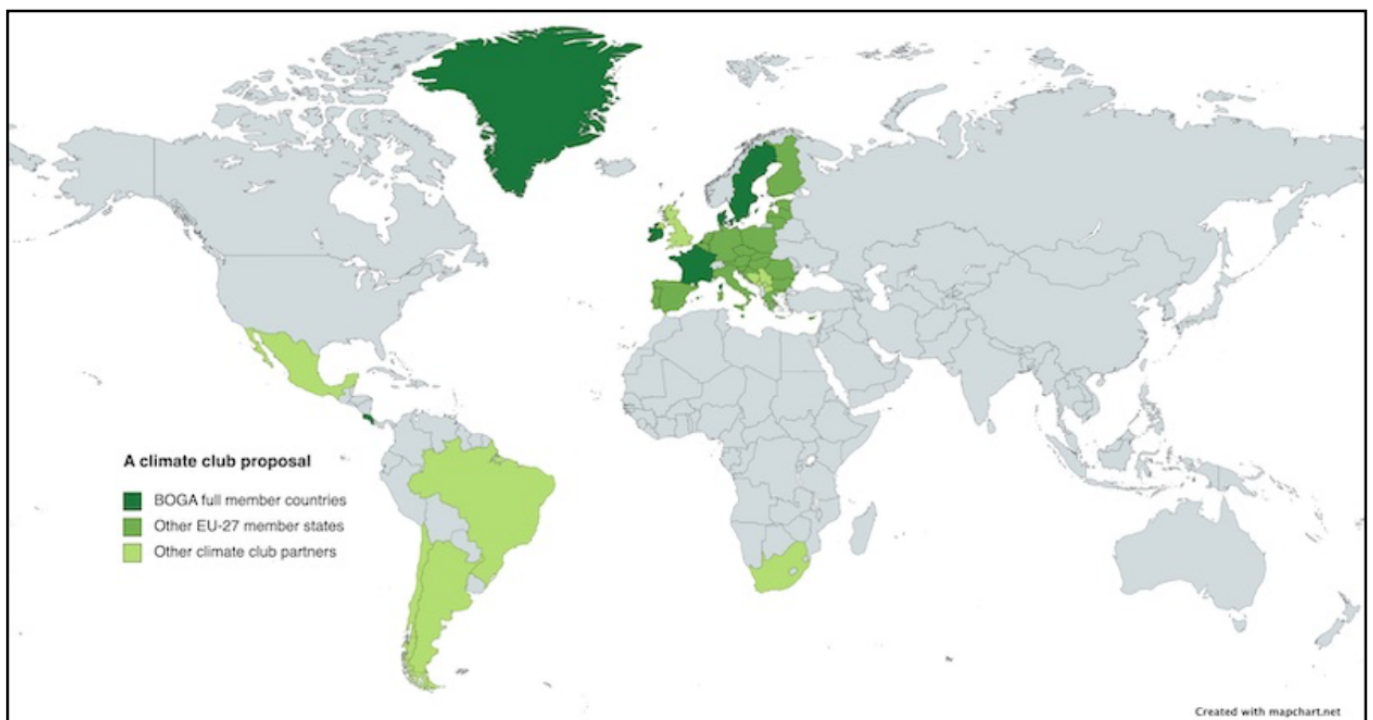 A climate club proposal
BOGA full member countries
Other EU-27 member states
Other climate club partners
Created with mapchart.net